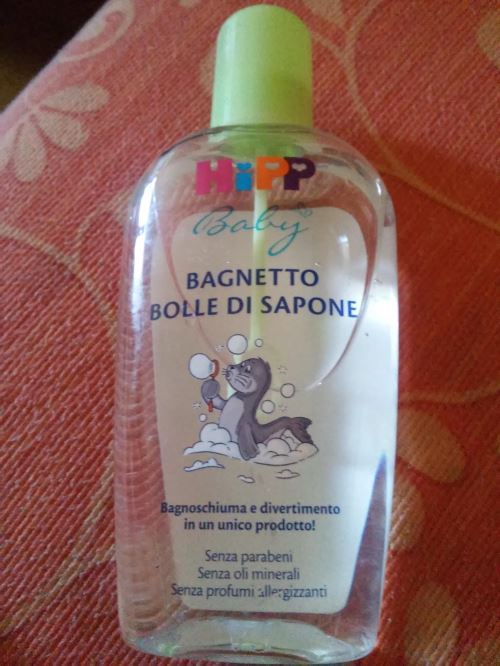 HiPP
Baby
BAGNETTO
BOLLE DI SAPONE
Bagnoschiuma e divertimento
in un unico prodotto!
Senza parabeni
Senza oli minerali
Senza profumi allergizzanti